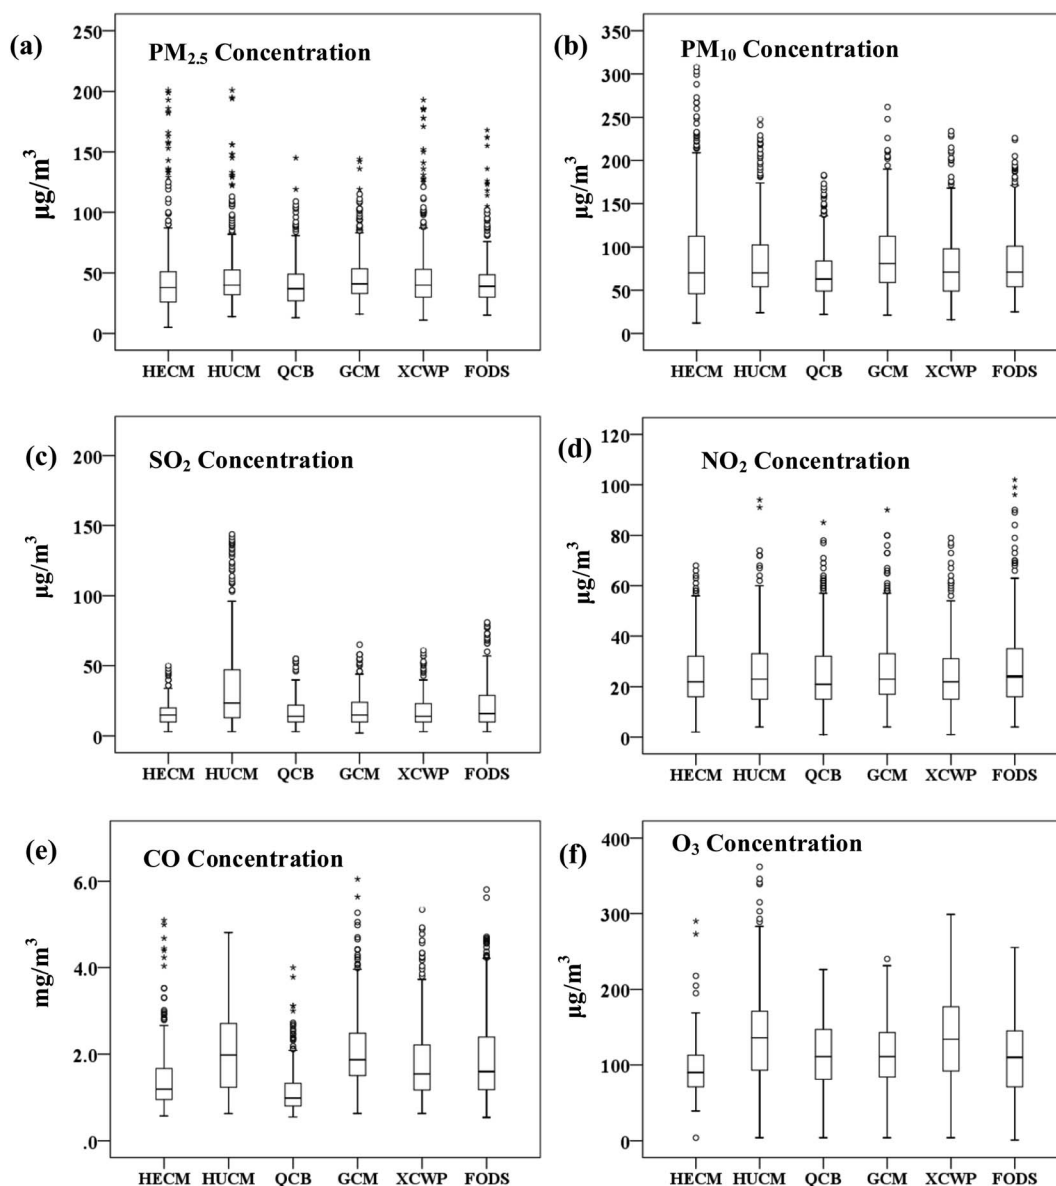 (a) PM2.5 Concentration
250
200
150
100
50
0
µg/m³
HECM HUCM QCB GCM XCWP FODS
(b) PM10 Concentration
350
300
250
200
150
100
50
0
µg/m³
HECM HUCM QCB GCM XCWP FODS
(c) SO2 Concentration
200
150
100
50
0
µg/m³
HECM HUCM QCB GCM XCWP FODS
(d) NO2 Concentration
120
100
80
60
40
20
0
µg/m³
HECM HUCM QCB GCM XCWP FODS
(e) CO Concentration
6.0
4.0
2.0
.0
mg/m³
HECM HUCM QCB GCM XCWP FODS
(f) O3 Concentration
400
300
200
100
0
µg/m³
HECM HUCM QCB GCM XCWP FODS